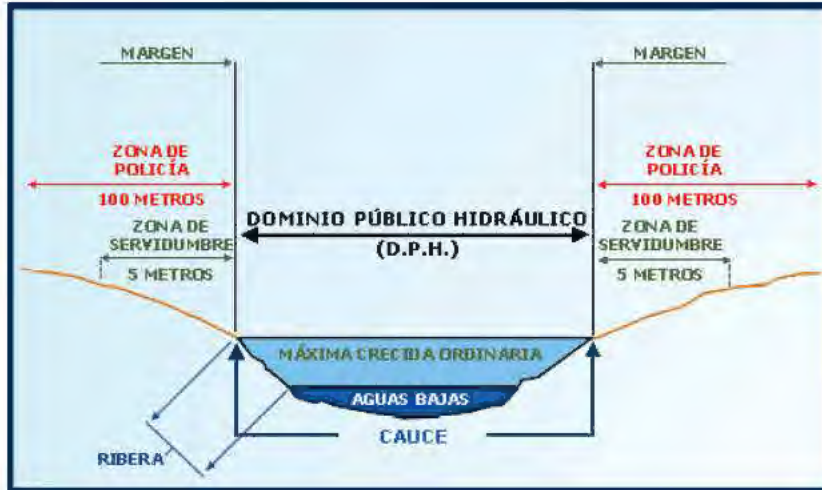 MARGEN
MARGEN
ZONA DE
POLICÍA
100 METROS
ZONA DE
POLICÍA
100 METROS
ZONA DE
SERVIDUMBRE
5 METROS
DOMINIO PÚBLICO HIDRÁULICO
(D.P.H.)
ZONA DE
SERVIDUMBRE
5 METROS
MÁXIMA CRECIDA ORDINARIA
AGUAS BAJAS
CAUCE
RIBERA